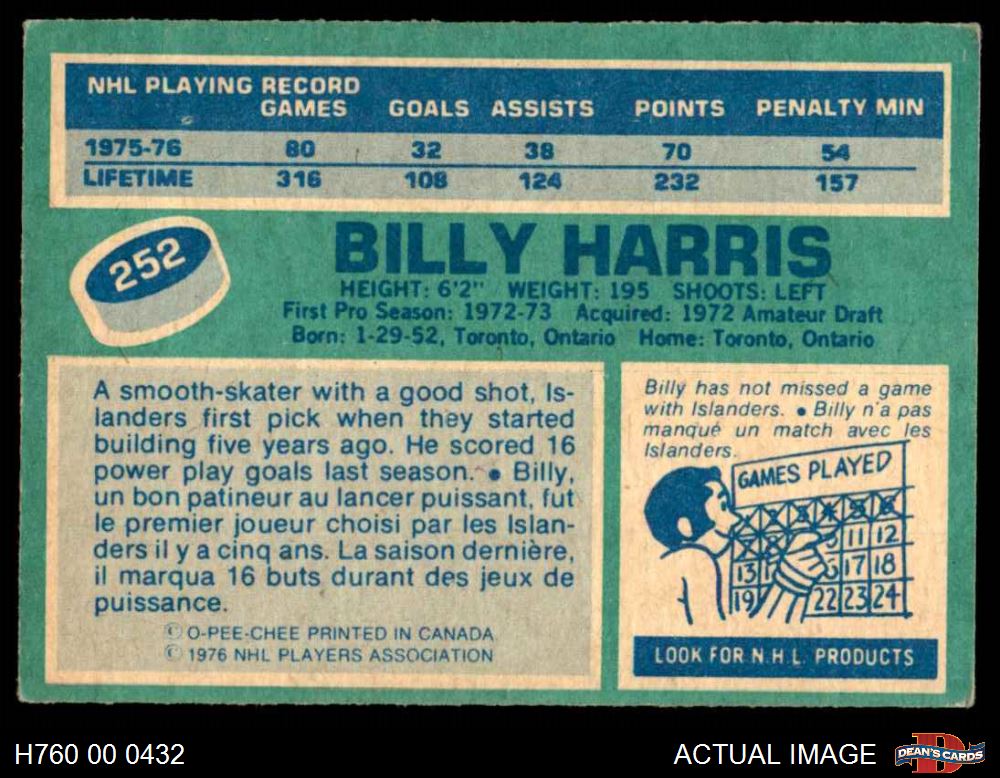 NHL PLAYING RECORD
GAMES GOALS ASSISTS POINTS PENALTY MIN
1975-76 80 32 38 70 54
LIFETIME 316 108 124 232 157
252
BILLY HARRIS
HEIGHT: 6'2" WEIGHT: 195 SHOOTS: LEFT
First Pro Season: 1972-73 Acquired: 1972 Amateur Draft
Born: 1-29-52, Toronto, Ontario Home: Toronto, Ontario
A smooth-skater with a good shot, Is-
landers first pick when they started
building five years ago. He scored 16
power play goals last season. • Billy,
un bon patineur au lancer puissant, fut
le premier joueur choisi par les Islan-
ders il y a cinq ans. La saison dernière,
il marqua 16 buts durant des jeux de
puissance.
© O-PEE-CHEE PRINTED IN CANADA
© 1976 NHL PLAYERS ASSOCIATION
Billy has not missed a game
with Islanders. • Billy n'a pas
manqué un match avec les
Islanders.
GAMES PLAYED
3 4 5 6
11 12
13 17 18
19 22 23 24
LOOK FOR N.H.L. PRODUCTS
H760 00 0432
ACTUAL IMAGE
DEAN'S CARDS